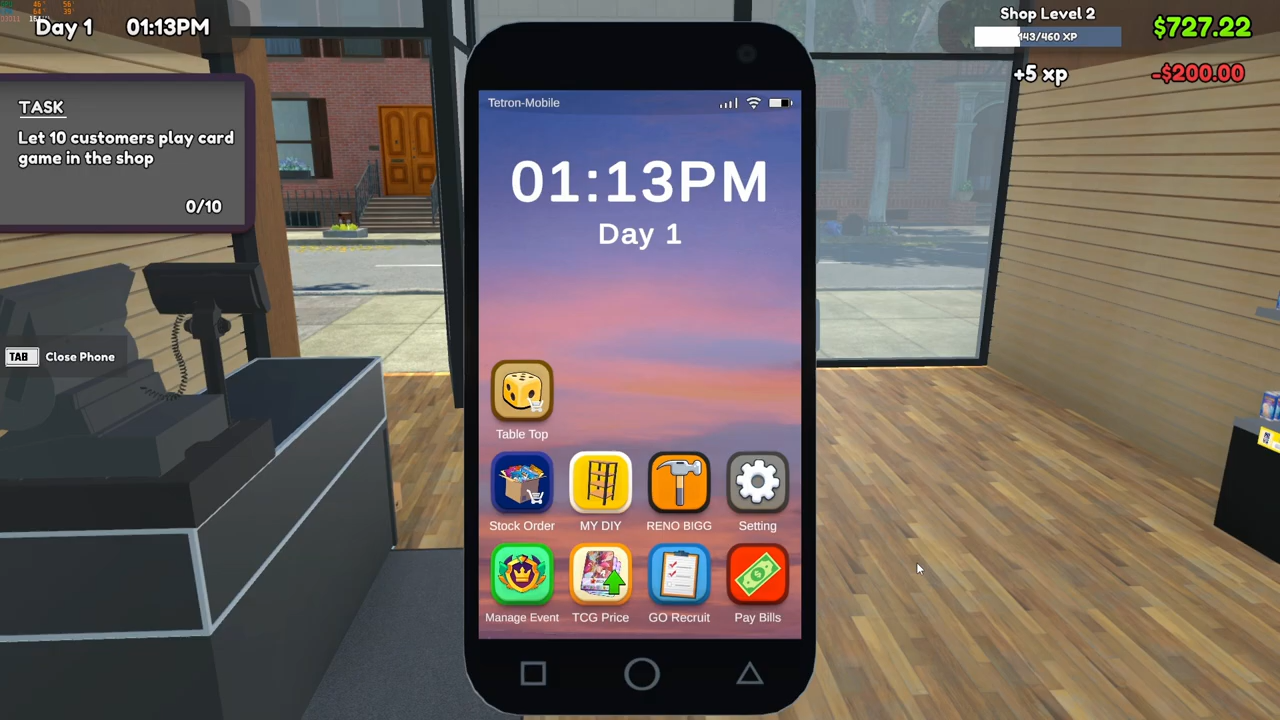 Day 1 01:13PM
Shop Level 2
$727.22
143/460 XP
+5 xp
-$200.00
TASK
Let 10 customers play card
game in the shop
0/10
TAB Close Phone
Tetron-Mobile
01:13PM
Day 1
Table Top
Stock Order
MY DIY
RENO BIGG
Setting
Manage Event
TCG Price
GO Recruit
Pay Bills